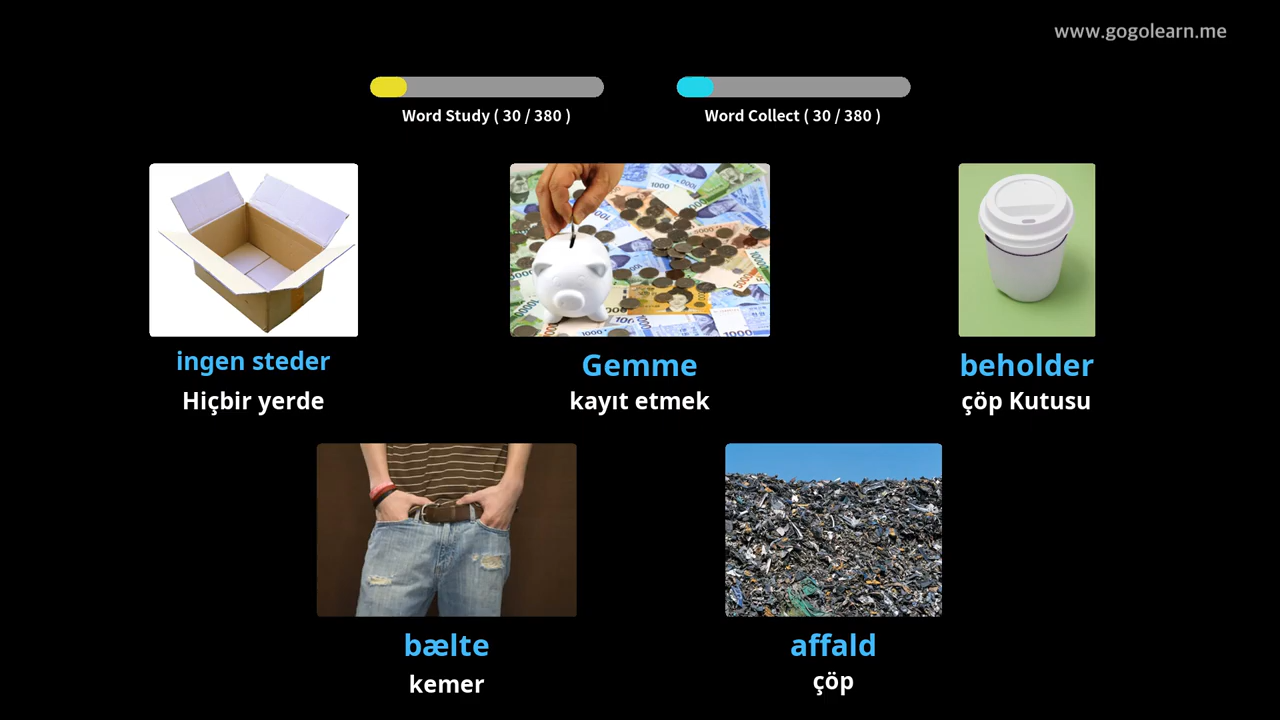 www.gogolearn.me
Word Study ( 30 / 380 )
Word Collect ( 30 / 380 )
ingen steder
Hiçbir yerde
Gemme
kayıt etmek
beholder
çöp Kutusu
bælte
kemer
affald
çöp